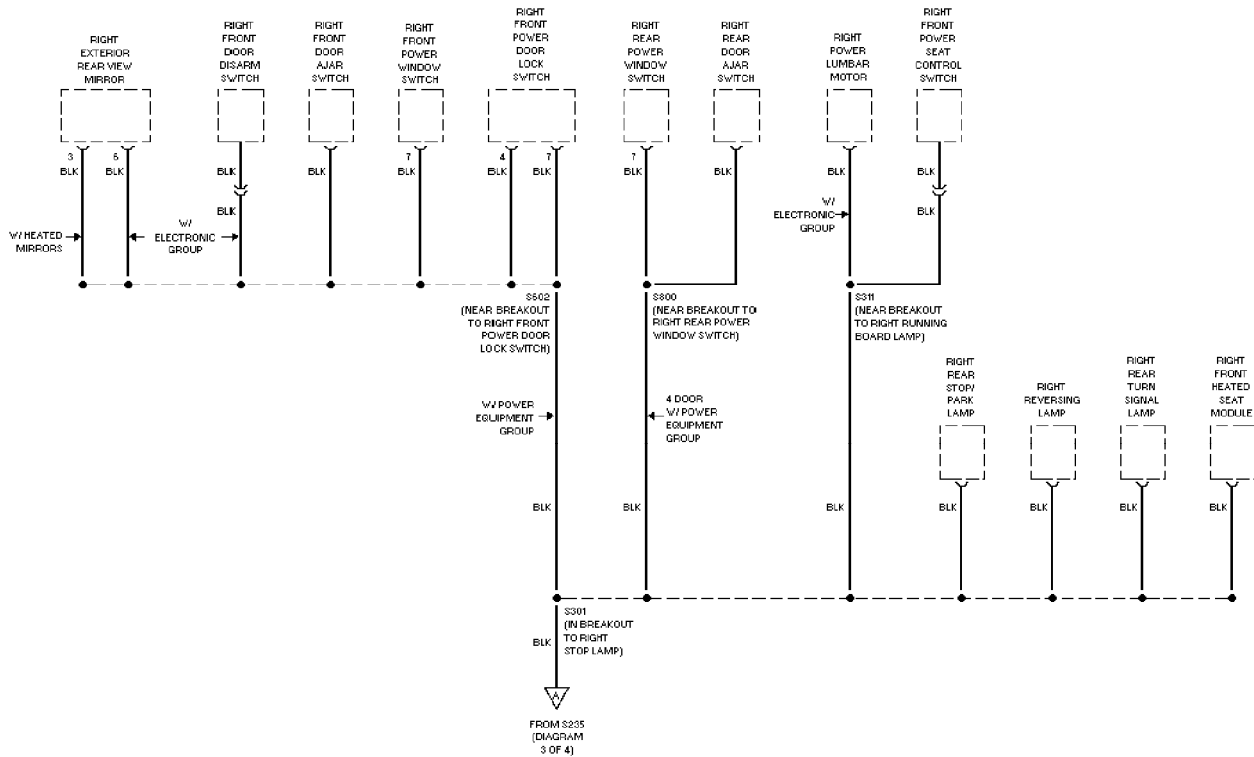 RIGHT
EXTERIOR
REAR VIEW
MIRROR
RIGHT
FRONT
DOOR
DISARM
SWITCH
RIGHT
FRONT
DOOR
AJAR
SWITCH
RIGHT
FRONT
POWER
WINDOW
SWITCH
RIGHT
FRONT
POWER
DOOR
LOCK
SWITCH
RIGHT
REAR
POWER
WINDOW
SWITCH
RIGHT
REAR
DOOR
AJAR
SWITCH
RIGHT
POWER
LUMBAR
MOTOR
RIGHT
FRONT
POWER
SEAT
CONTROL
SWITCH
3 6 7 4 7 7
BLK BLK BLK BLK BLK BLK BLK BLK BLK BLK BLK
BLK BLK
W/ HEATED
MIRRORS
W/
ELECTRONIC
GROUP
W/
ELECTRONIC
GROUP
S602
(NEAR BREAKOUT
TO RIGHT FRONT
POWER DOOR
LOCK SWITCH)
S800
(NEAR BREAKOUT TO
RIGHT REAR POWER
WINDOW SWITCH)
S311
(NEAR BREAKOUT
TO RIGHT RUNNING
BOARD LAMP)
W/ POWER
EQUIPMENT
GROUP
4 DOOR
W/ POWER
EQUIPMENT
GROUP
RIGHT
REAR
STOP/
PARK
LAMP
RIGHT
REVERSING
LAMP
RIGHT
REAR
TURN
SIGNAL
LAMP
RIGHT
FRONT
HEATED
SEAT
MODULE
BLK BLK BLK BLK BLK BLK BLK
S301
(IN BREAKOUT
TO RIGHT
STOP LAMP)
BLK
A
FROM S235
(DIAGRAM
3 OF 4)